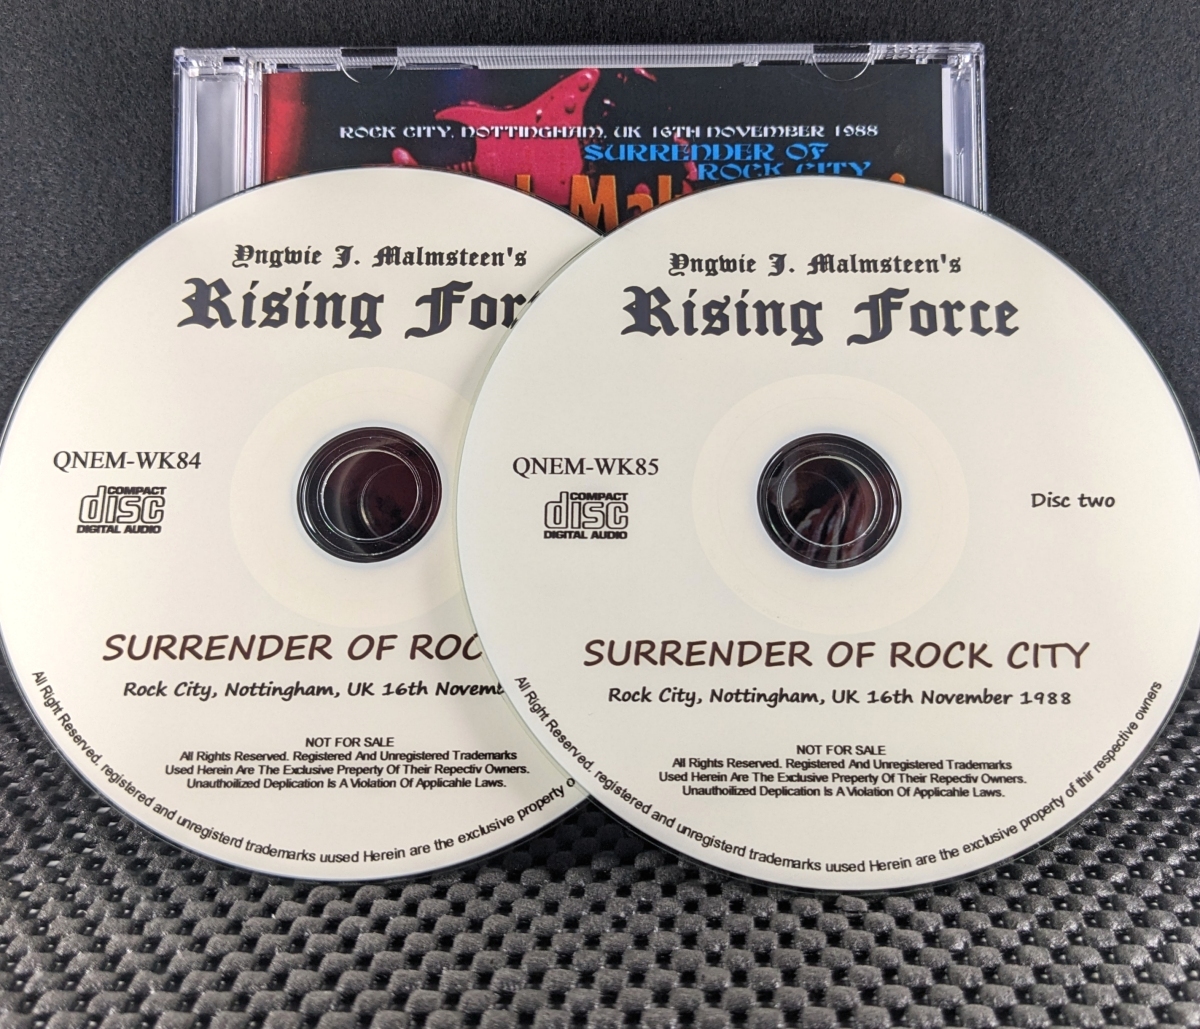 ROCK CITY, NOTTINGHAM, UK 16TH NOVEMBER 1988
SURRENDER OF
ROCK CITY
Yngwie J. Malmsteen's
Rising For
QNEM-WK84
COMPACT
disc
DIGITAL AUDIO
SURRENDER OF ROC
Rock City, Nottingham, UK 16th Novemb
NOT FOR SALE
All Rights Reserved. Registered And Unregistered Trademarks
Used Herein Are The Exclusive Preperty Of Their Repectiv Owners.
Unauthoilized Deplication Is A Violation Of Applicahle Laws.
All Right Reserved. registered and unregisterd trademarks uused Herein are the exclusive property o
Yngwie J. Malmsteen's
Rising Force
QNEM-WK85
COMPACT
disc
DIGITAL AUDIO
Disc two
SURRENDER OF ROCK CITY
Rock City, Nottingham, UK 16th November 1988
NOT FOR SALE
All Rights Reserved. Registered And Unregistered Trademarks
Used Herein Are The Exclusive Preperty Of Their Repectiv Owners.
Unauthoilized Deplication Is A Violation Of Applicahle Laws.
All Right Reserved. registered and unregisterd trademarks uused Herein are the exclusive property of thir respective owners